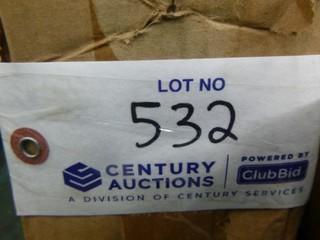 LOT NO
532
CENTURY AUCTIONS
POWERED BY
ClubBid
A DIVISION OF CENTURY SERVICES